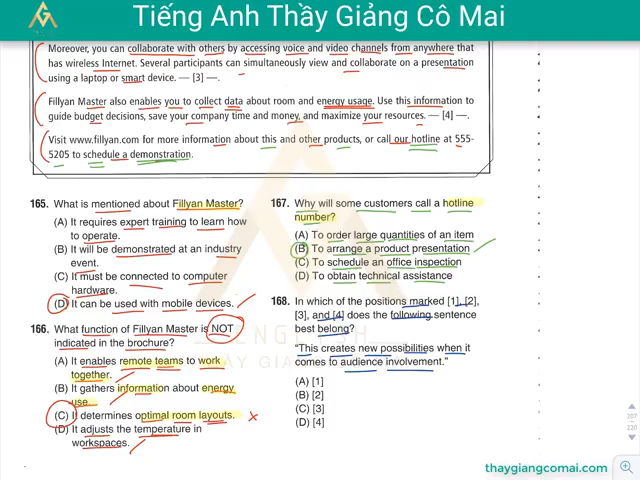 Tiếng Anh Thầy Giảng Cô Mai
Moreover, you can collaborate with others by accessing voice and video channels from anywhere that
has wireless Internet. Several participants can simultaneously view and collaborate on a presentation
using a laptop or smart device. — [3] —.
Fillyan Master also enables you to collect data about room and energy usage. Use this information to
guide budget decisions, save your company time and money, and maximize your resources. — [4] —.
Visit www.fillyan.com for more information about this and other products, or call our hotline at 555-
5205 to schedule a demonstration.
165. What is mentioned about Fillyan Master?
(A) It requires expert training to learn how
to operate.
(B) It will be demonstrated at an industry
event.
(C) It must be connected to computer
hardware.
(D) It can be used with mobile devices.
166. What function of Fillyan Master is NOT
indicated in the brochure?
(A) It enables remote teams to work
together.
(B) It gathers information about energy
use.
(C) It determines optimal room layouts.
(D) It adjusts the temperature in
workspaces.
167. Why will some customers call a hotline
number?
(A) To order large quantities of an item
(B) To arrange a product presentation
(C) To schedule an office inspection
(D) To obtain technical assistance
168. In which of the positions marked [1], [2],
[3], and [4] does the following sentence
best belong?
"This creates new possibilities when it
comes to audience involvement."
(A) [1]
(B) [2]
(C) [3]
(D) [4]
ENGLISH
THẦY GIẢNG
207
220
thaygiangcomai.com